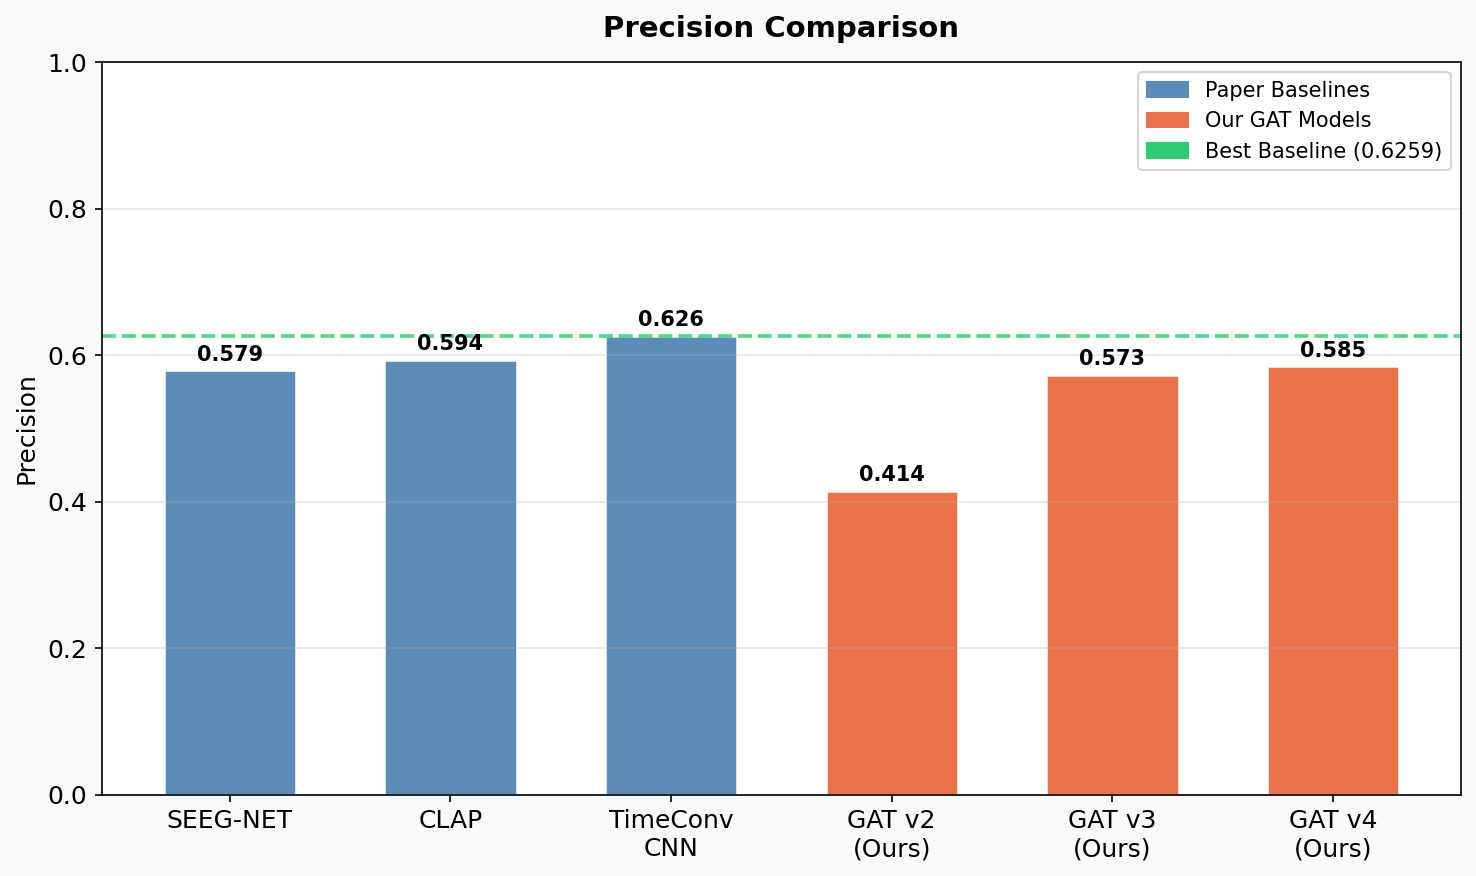 Precision Comparison
1.0
0.8
0.6
0.4
0.2
0.0
Precision
Paper Baselines
Our GAT Models
Best Baseline (0.6259)
0.579
0.594
0.626
0.414
0.573
0.585
SEEG-NET
CLAP
TimeConv
CNN
GAT v2
(Ours)
GAT v3
(Ours)
GAT v4
(Ours)